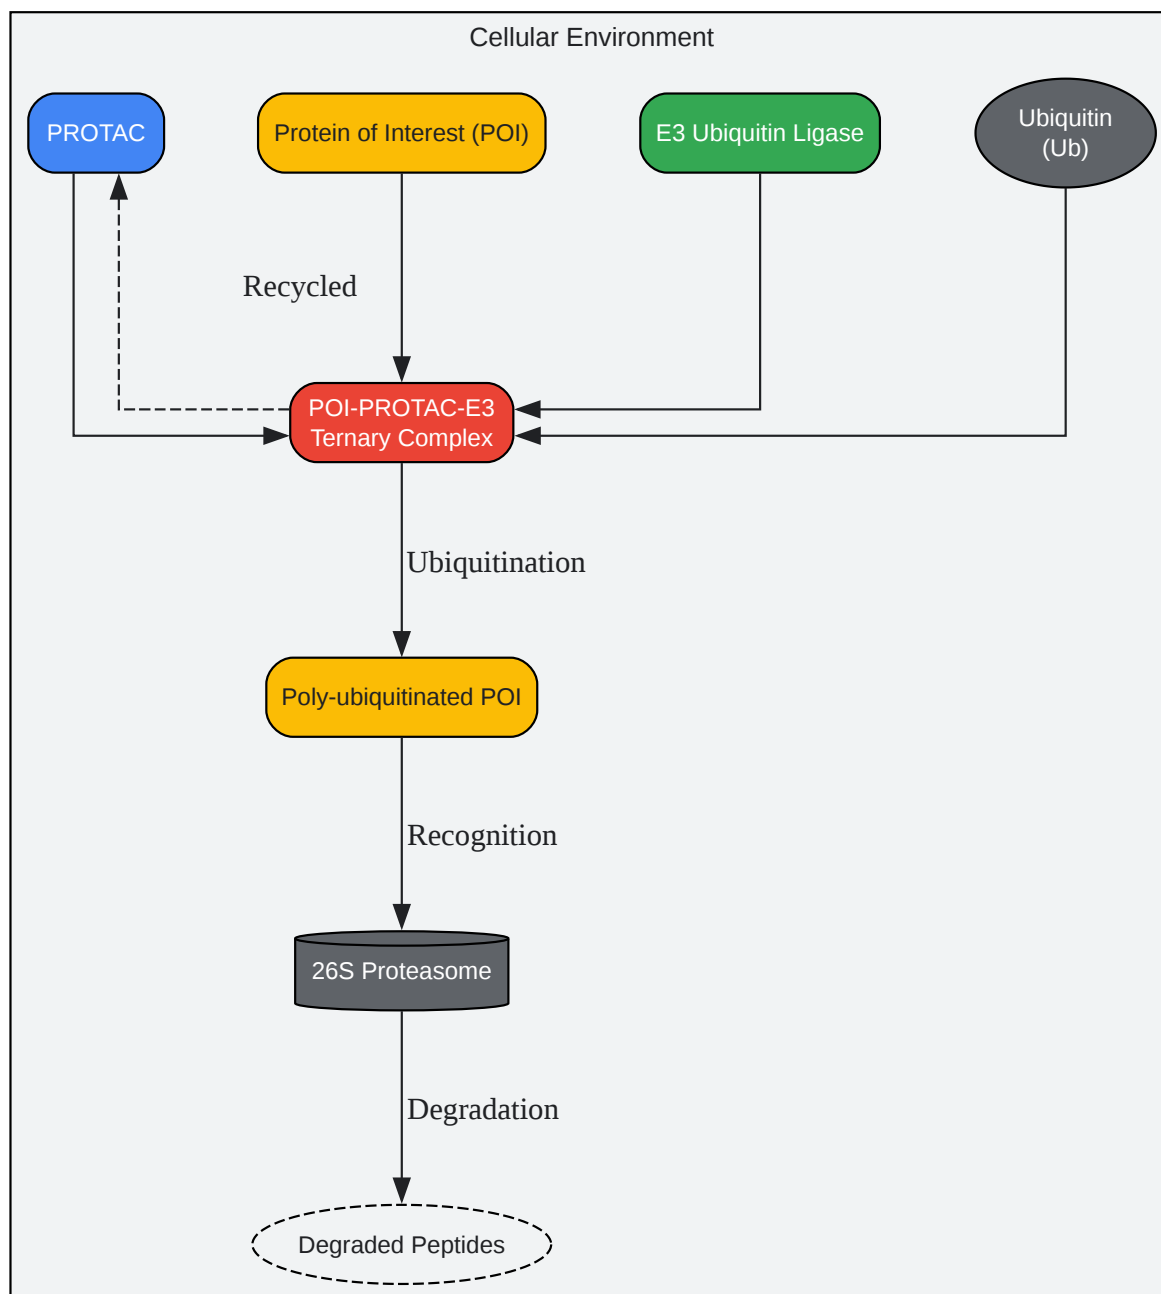 Cellular Environment
PROTAC
Protein of Interest (POI)
E3 Ubiquitin Ligase
Ubiquitin
(Ub)
Recycled
POI-PROTAC-E3
Ternary Complex
Ubiquitination
Poly-ubiquitinated POI
Recognition
26S Proteasome
Degradation
Degraded Peptides